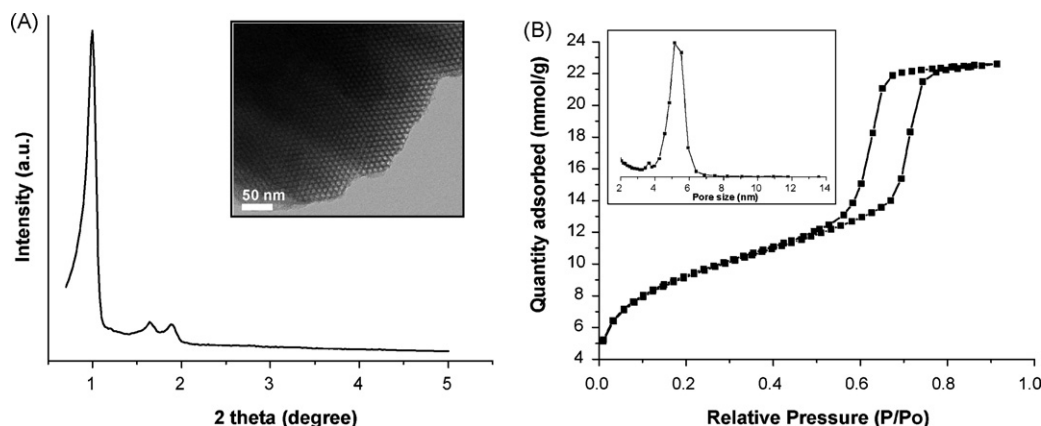 (A)
Intensity (a.u.)
50 nm
1 2 3 4 5
2 theta (degree)
(B)
Quantity adsorbed (mmol/g)
24
22
20
18
16
14
12
10
8
6
4
2 4 6 8 10 12 14
Pore size (nm)
0.0 0.2 0.4 0.6 0.8 1.0
Relative Pressure (P/Po)